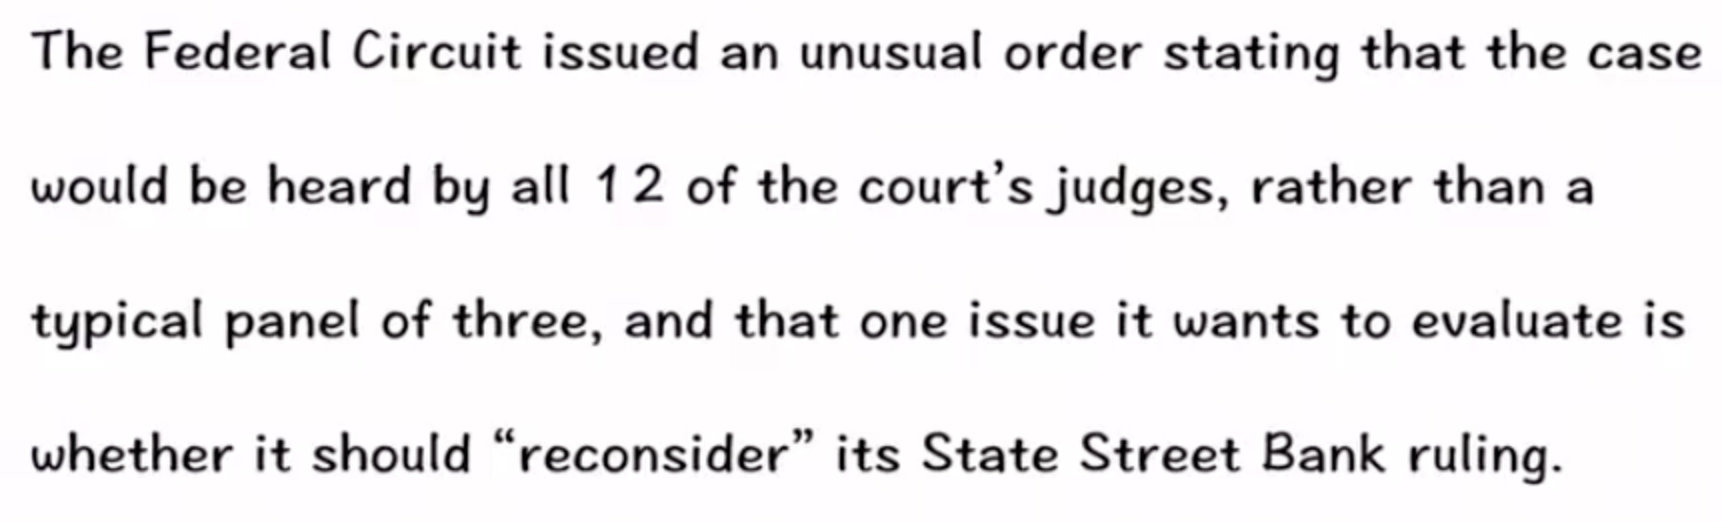 The Federal Circuit issued an unusual order stating that the case
would be heard by all 12 of the court’s judges, rather than a
typical panel of three, and that one issue it wants to evaluate is
whether it should “reconsider” its State Street Bank ruling.